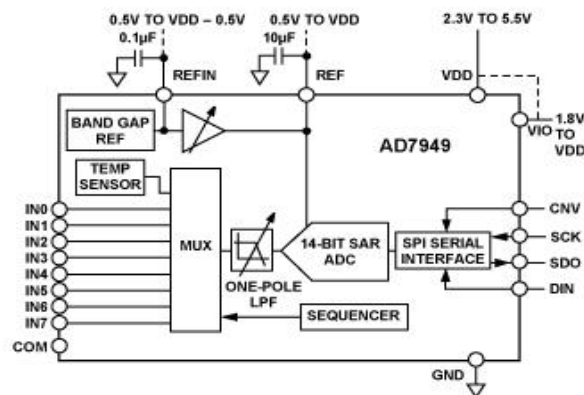 0.5V TO VDD – 0.5V
0.1µF
0.5V TO VDD
10µF
2.3V TO 5.5V
REFIN
REF
VDD
BAND GAP
REF
AD7949
VIO
1.8V
TO
VDD
TEMP
SENSOR
IN0
IN1
IN2
IN3
IN4
IN5
IN6
IN7
COM
MUX
ONE-POLE
LPF
14-BIT SAR
ADC
SPI SERIAL
INTERFACE
CNV
SCK
SDO
DIN
SEQUENCER
GND